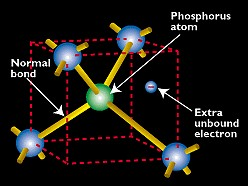 Phosphorus
atom
Normal
bond
Extra
unbound
electron